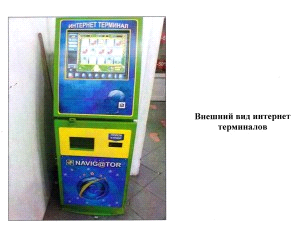 ИНТЕРНЕТ ТЕРМИНАЛ
NAVIG@TOR
Внешний вид интернет
терминалов